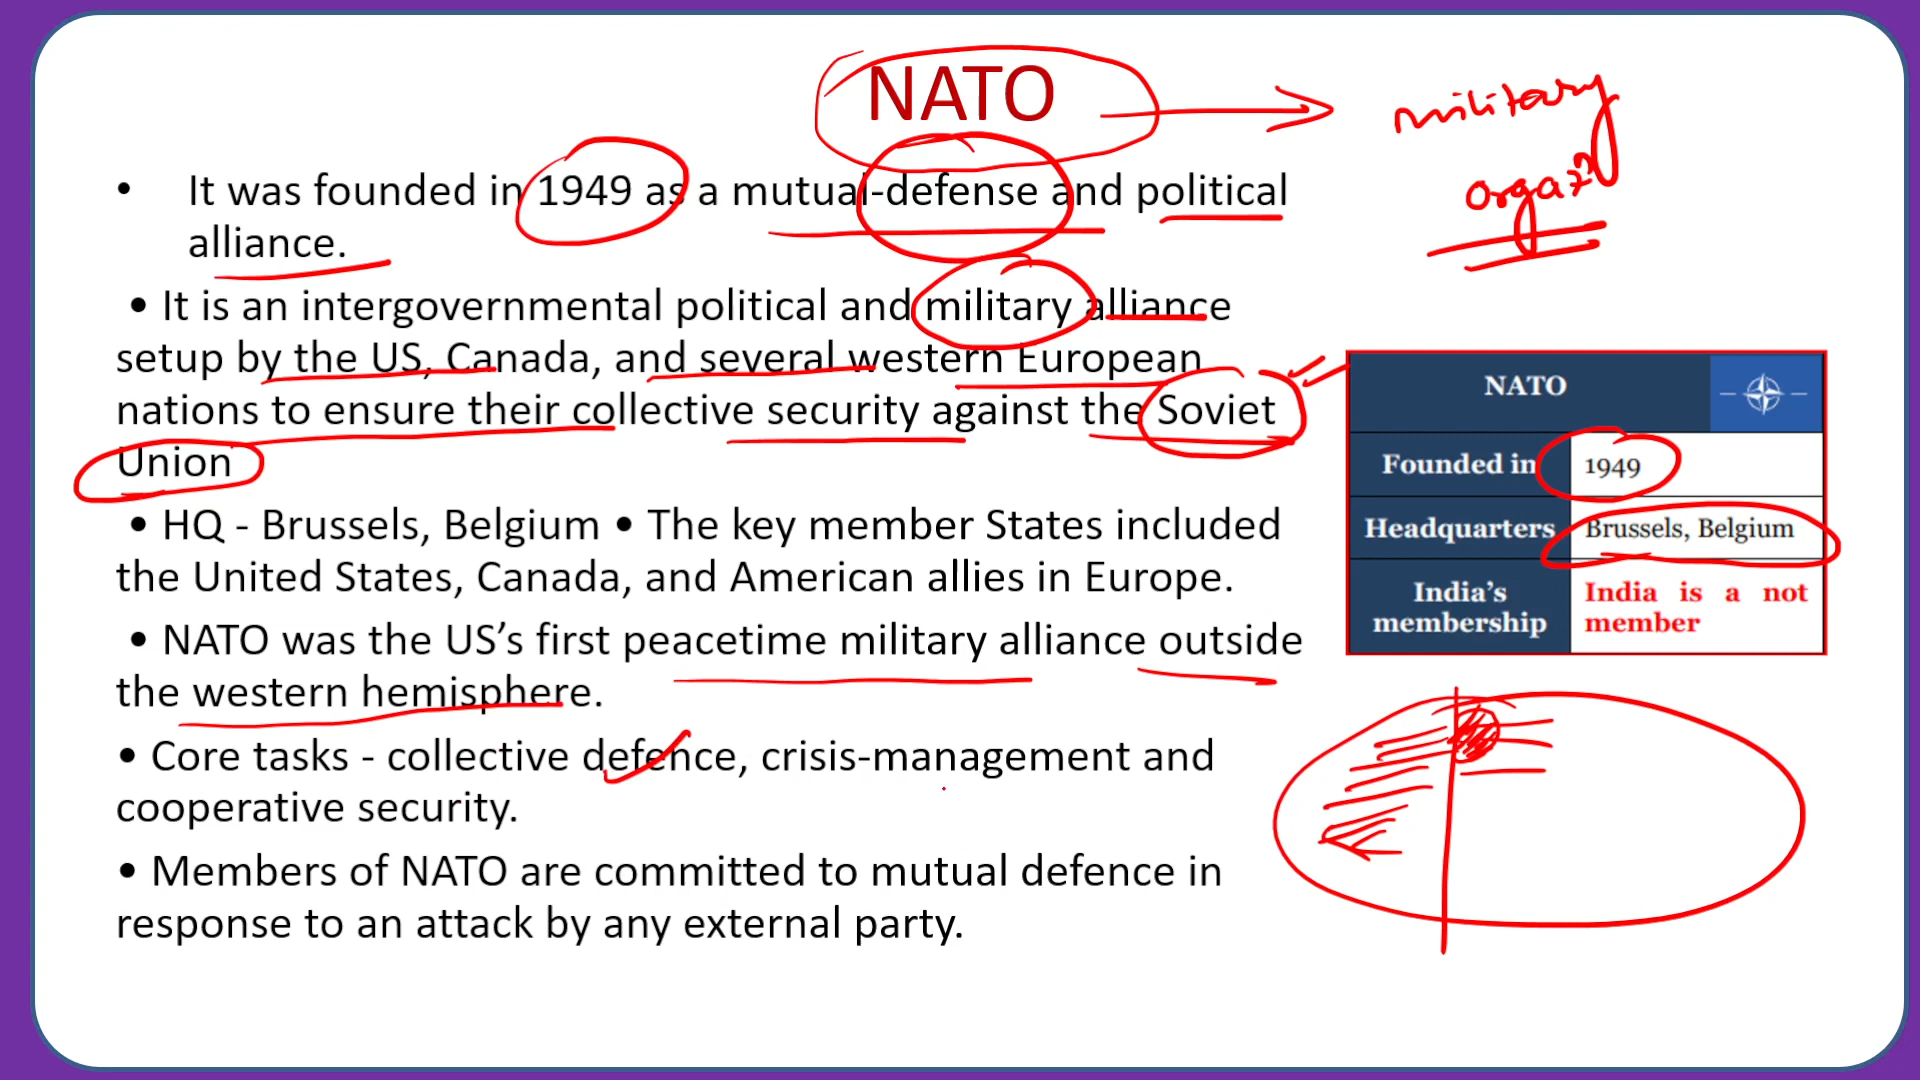 NATO
military
orgazn
• It was founded in 1949 as a mutual-defense and political
alliance.
• It is an intergovernmental political and military alliance
setup by the US, Canada, and several western European
nations to ensure their collective security against the Soviet
Union
• HQ - Brussels, Belgium • The key member States included
the United States, Canada, and American allies in Europe.
• NATO was the US’s first peacetime military alliance outside
the western hemisphere.
• Core tasks - collective defence, crisis-management and
cooperative security.
• Members of NATO are committed to mutual defence in
response to an attack by any external party.
NATO
Founded in 1949
Headquarters Brussels, Belgium
India’s India is a not
membership member